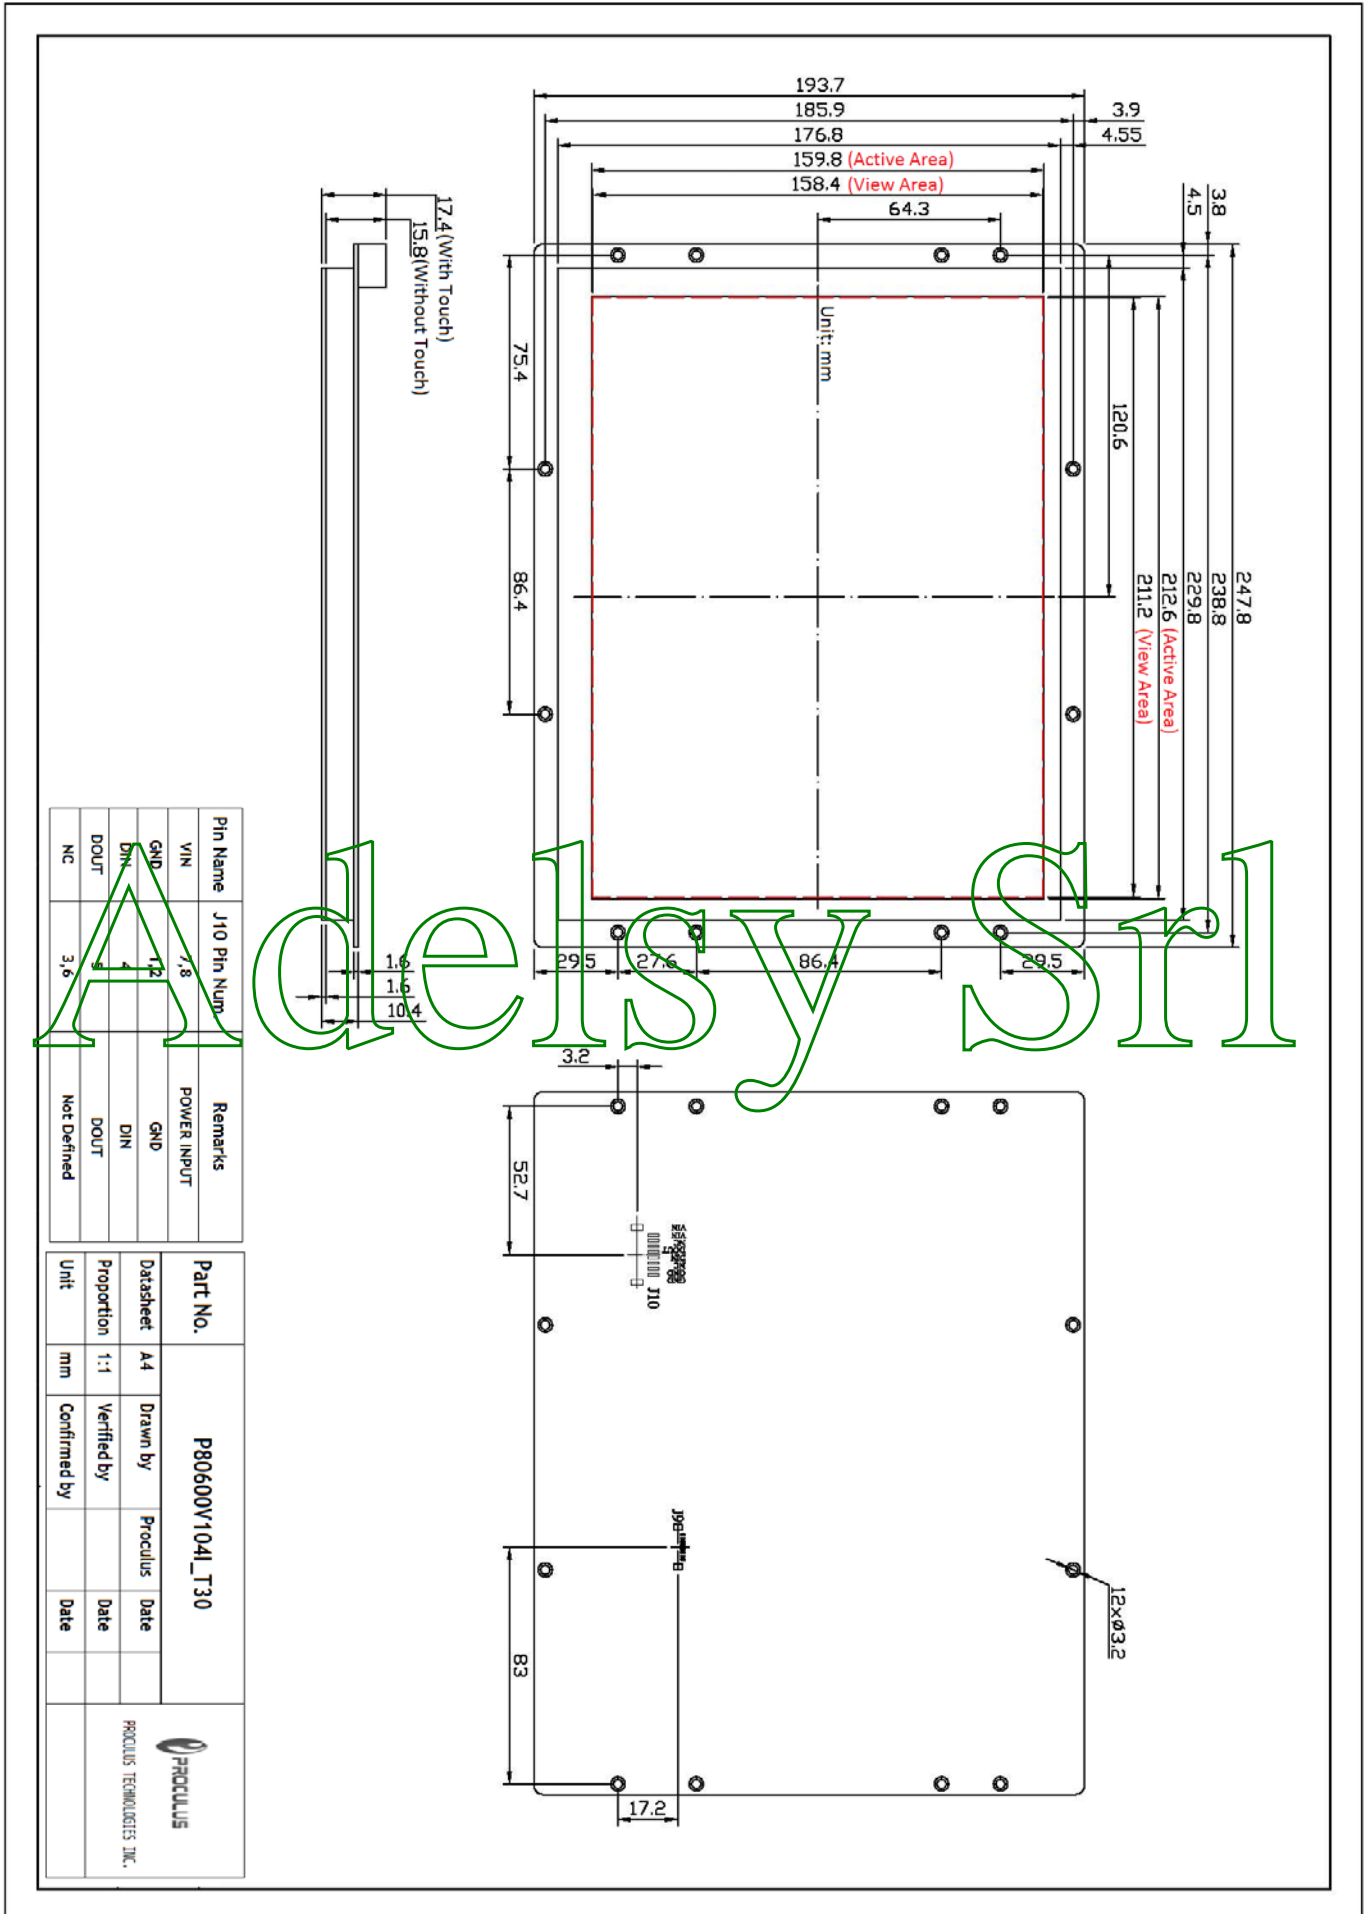 193.7
185.9
3.9
176.8
4.55
159.8 (Active Area)
158.4 (View Area)
64.3
3.8
4.5
17.4(With Touch)
15.8(Without Touch)
Unit: mm
75.4
86.4
120.6
247.8
238.8
229.8
212.6 (Active Area)
211.2 (View Area)
29.5
27.6
86.4
29.5
1.6
1.6
10.4
Adelsy Srl
3.2
52.7
VIN
VIN
J10
J9
83
17.2
12xø3.2
Pin Name J10 Pin Num Remarks
VIN 7,8 POWER INPUT
GND 1,2 GND
DIN 4 DIN
DOUT 5 DOUT
NC 3,6 Not Defined
Part No. P80600V104I_T30
Datasheet A4 Drawn by Proculus Date
Proportion 1:1 Verified by Date
Unit mm Confirmed by Date
PROCULUS
PROCULUS TECHNOLOGIES INC.